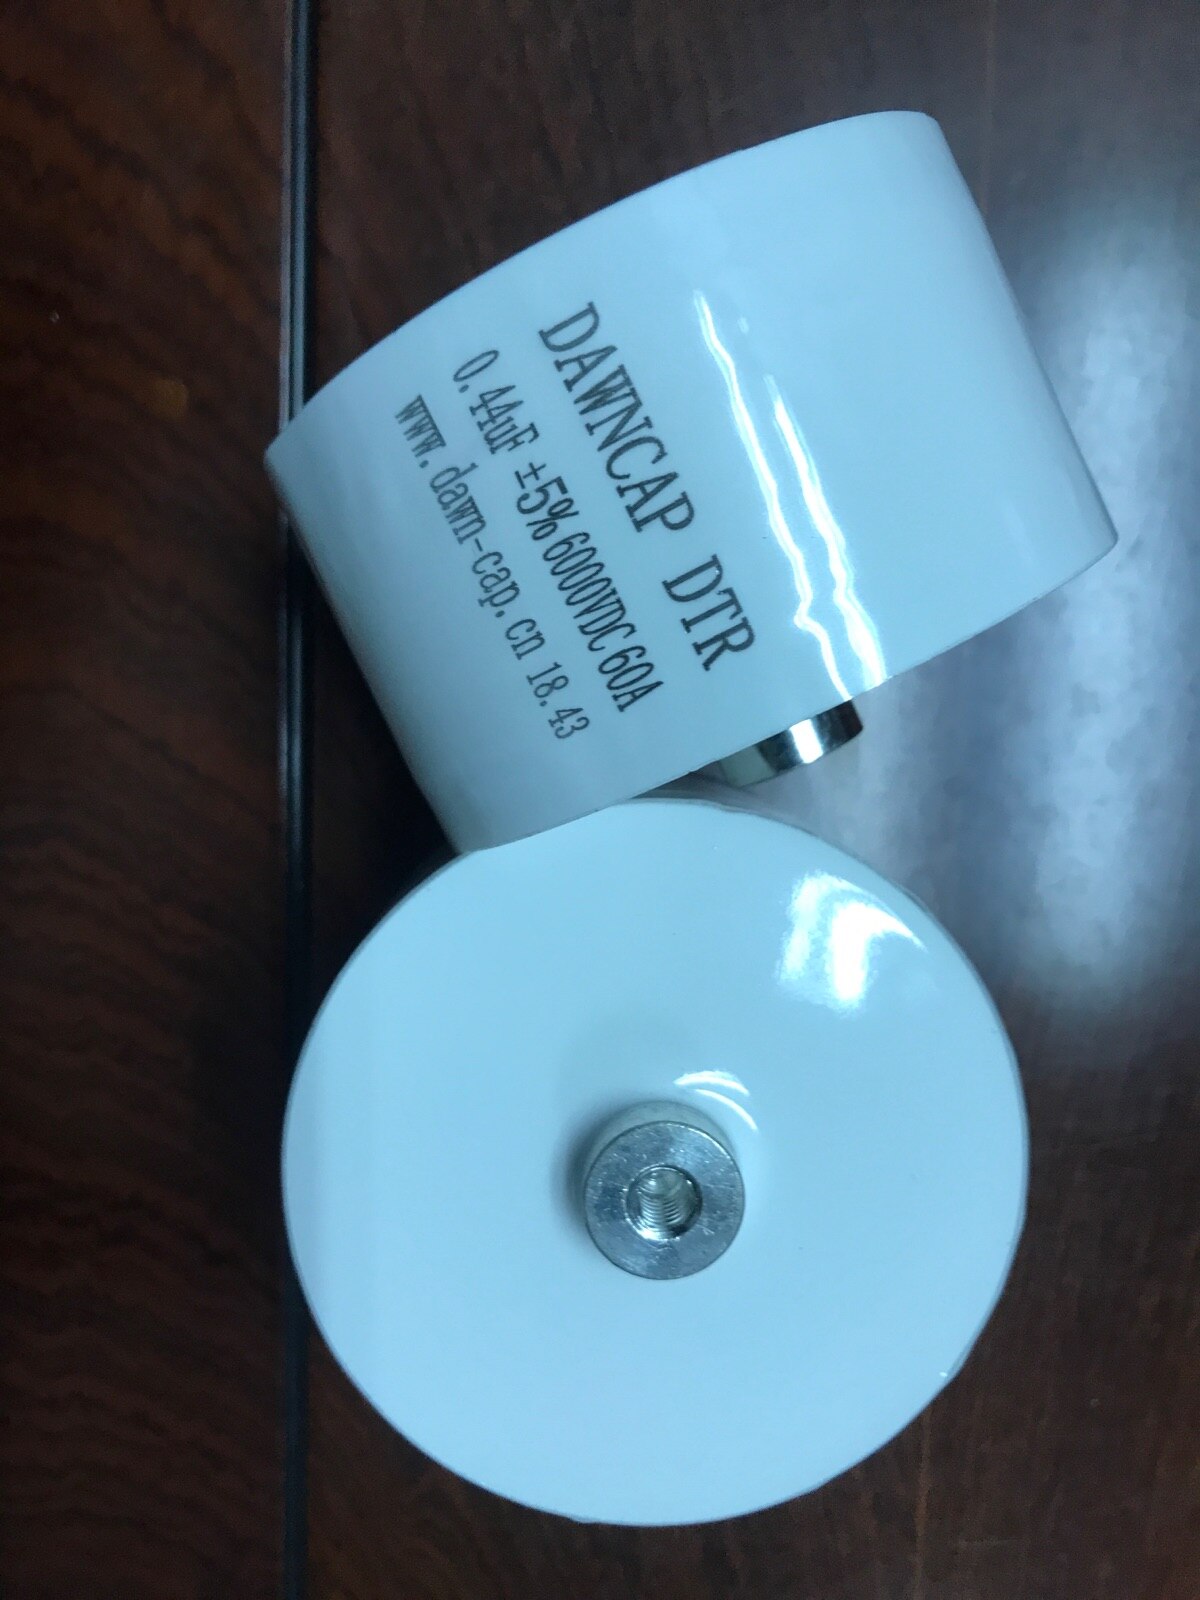 DAWNCAP DTR
0.44uF ±5% 6000VDC 60A
www.dawn-cap.cn 18.43